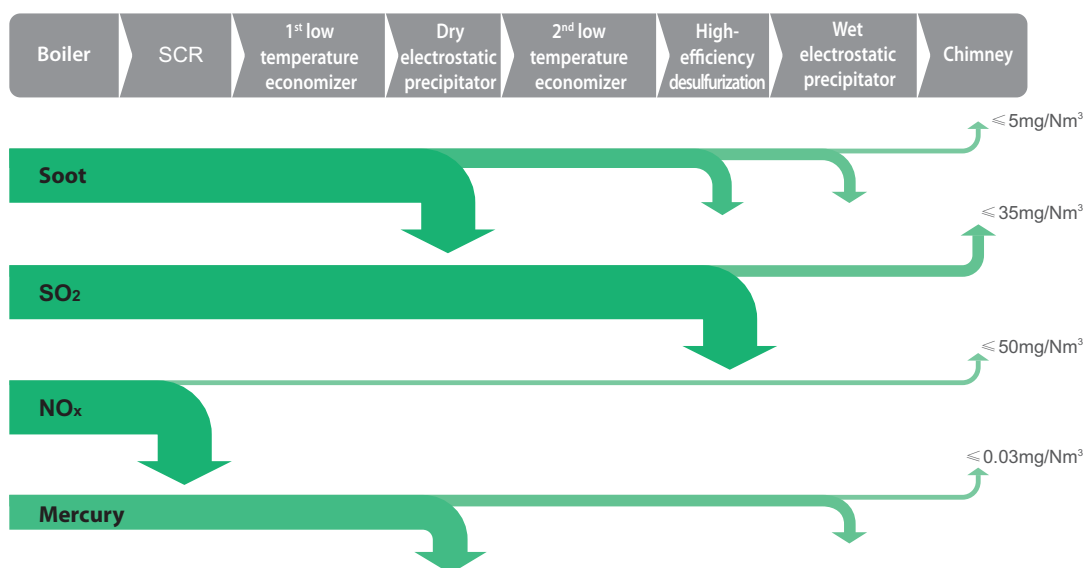 Boiler
SCR
1st low
temperature
economizer
Dry
electrostatic
precipitator
2nd low
temperature
economizer
High-
efficiency
desulfurization
Wet
electrostatic
precipitator
Chimney
≤5mg/Nm³
Soot
≤35mg/Nm³
SO₂
≤50mg/Nm³
NOx
≤0.03mg/Nm³
Mercury